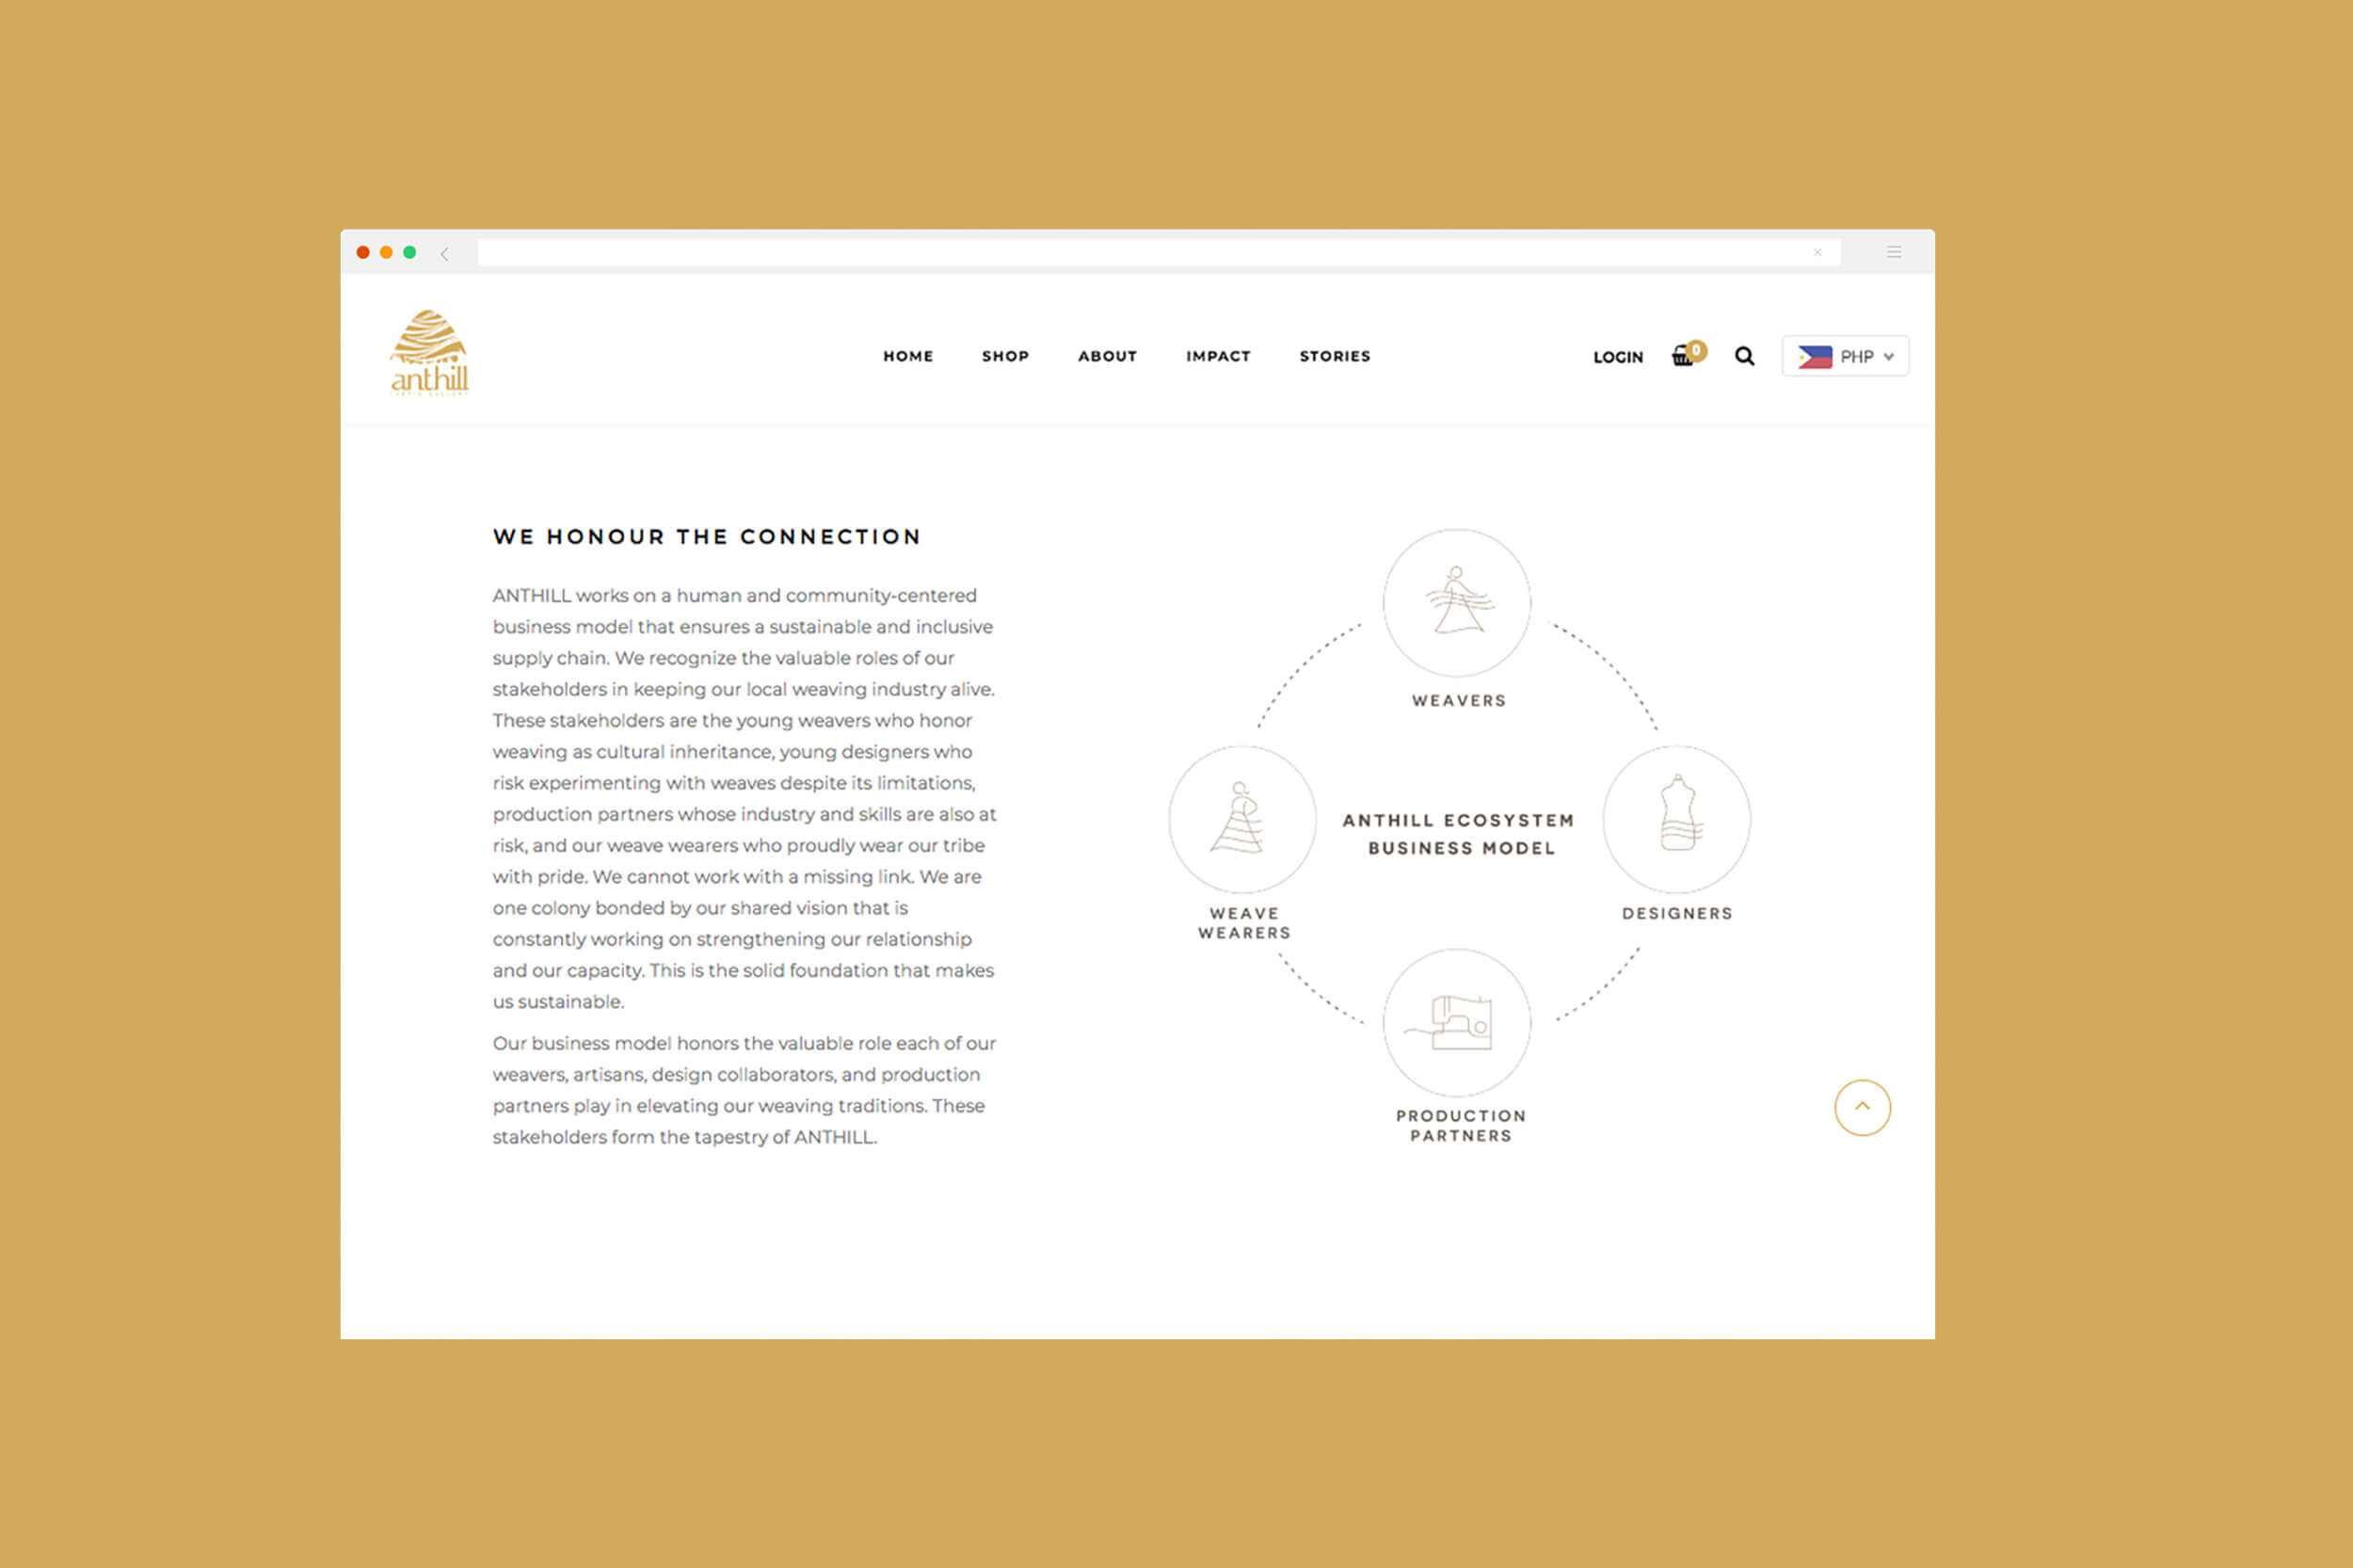 anthill
HOME SHOP ABOUT IMPACT STORIES
LOGIN 0 PHP
WE HONOUR THE CONNECTION
ANTHILL works on a human and community-centered
business model that ensures a sustainable and inclusive
supply chain. We recognize the valuable roles of our
stakeholders in keeping our local weaving industry alive.
These stakeholders are the young weavers who honor
weaving as cultural inheritance, young designers who
risk experimenting with weaves despite its limitations,
production partners whose industry and skills are also at
risk, and our weave wearers who proudly wear our tribe
with pride. We cannot work with a missing link. We are
one colony bonded by our shared vision that is
constantly working on strengthening our relationship
and our capacity. This is the solid foundation that makes
us sustainable.
Our business model honors the valuable role each of our
weavers, artisans, design collaborators, and production
partners play in elevating our weaving traditions. These
stakeholders form the tapestry of ANTHILL.
WEAVERS
ANTHILL ECOSYSTEM
BUSINESS MODEL
WEAVE
WEARERS
DESIGNERS
PRODUCTION
PARTNERS